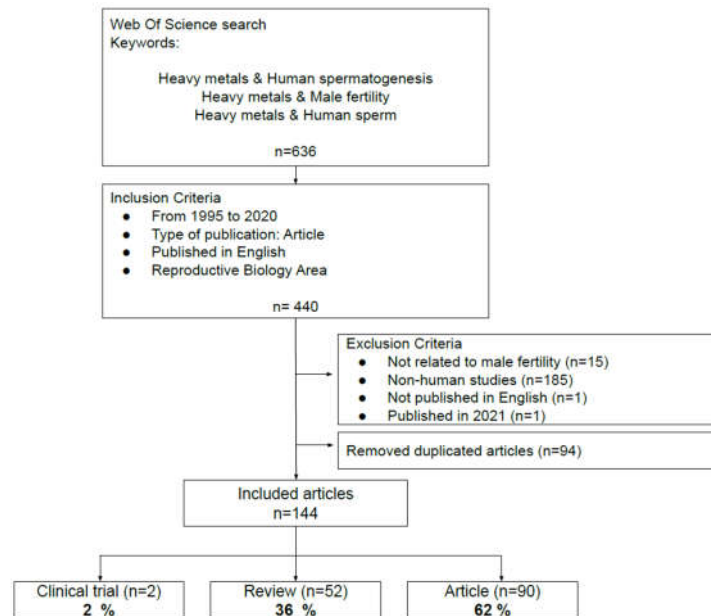 Web Of Science search
Keywords:
Heavy metals & Human spermatogenesis
Heavy metals & Male fertility
Heavy metals & Human sperm
n=636
Inclusion Criteria
● From 1995 to 2020
● Type of publication: Article
● Published in English
● Reproductive Biology Area
n= 440
Exclusion Criteria
● Not related to male fertility (n=15)
● Non-human studies (n=185)
● Not published in English (n=1)
● Published in 2021 (n=1)
Removed duplicated articles (n=94)
Included articles
n=144
Clinical trial (n=2)
2 %
Review (n=52)
36 %
Article (n=90)
62 %